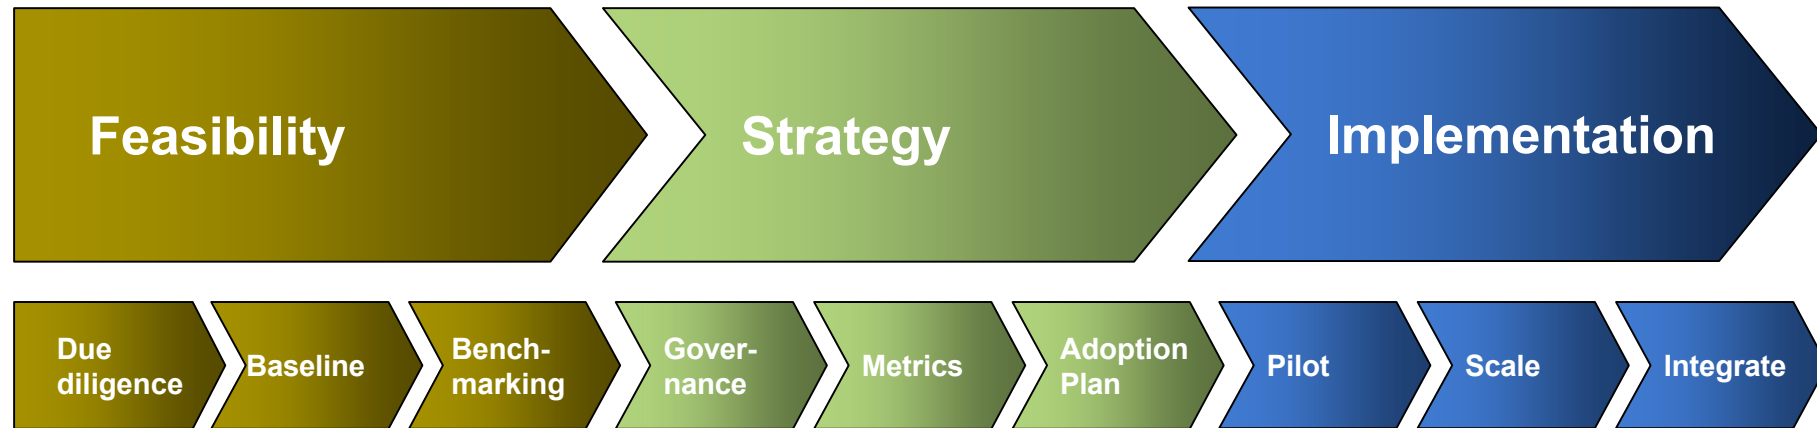 Feasibility
Strategy
Implementation
Due
diligence
Baseline
Bench-
marking
Gover-
nance
Metrics
Adoption
Plan
Pilot
Scale
Integrate